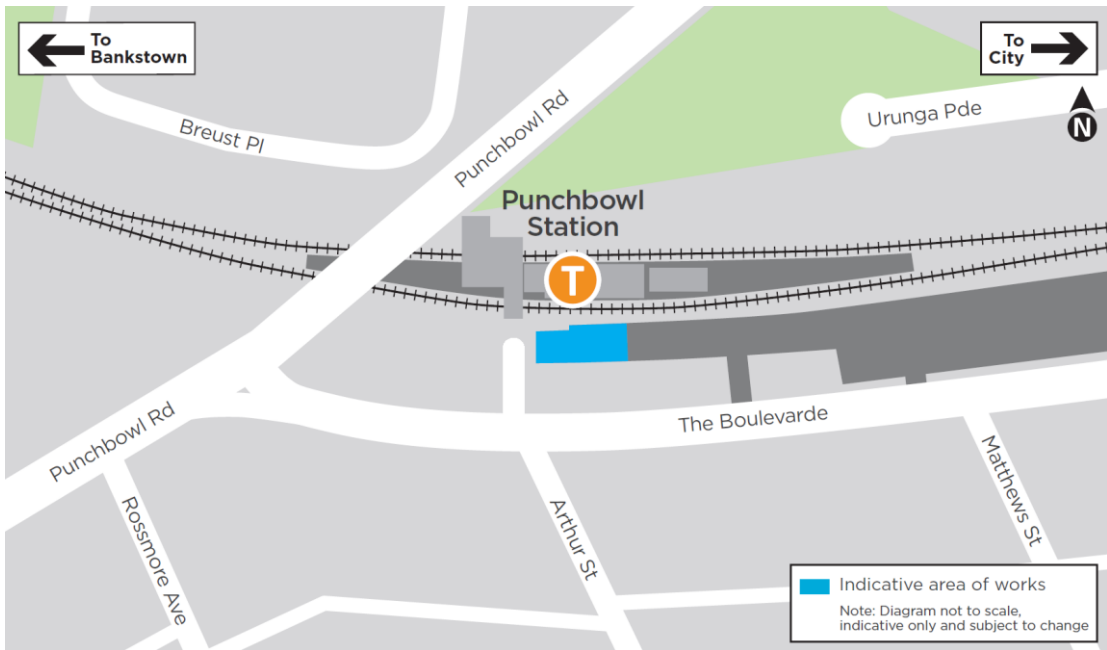 To
Bankstown
To
City
N
Breust Pl
Punchbowl Rd
Urunga Pde
Punchbowl
Station
T
Punchbowl Rd
The Boulevarde
Rossmore Ave
Arthur St
Matthews St
Indicative area of works
Note: Diagram not to scale,
indicative only and subject to change